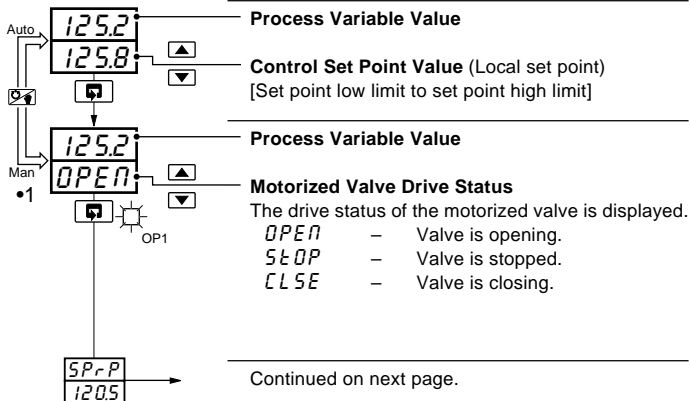 Auto
125.2
125.8
Process Variable Value
Control Set Point Value (Local set point)
[Set point low limit to set point high limit]
Man
•1
125.2
OPEN
OP1
Process Variable Value
Motorized Valve Drive Status
The drive status of the motorized valve is displayed.
OPEN – Valve is opening.
StOP – Valve is stopped.
CLSE – Valve is closing.
SPrP
120.5
Continued on next page.